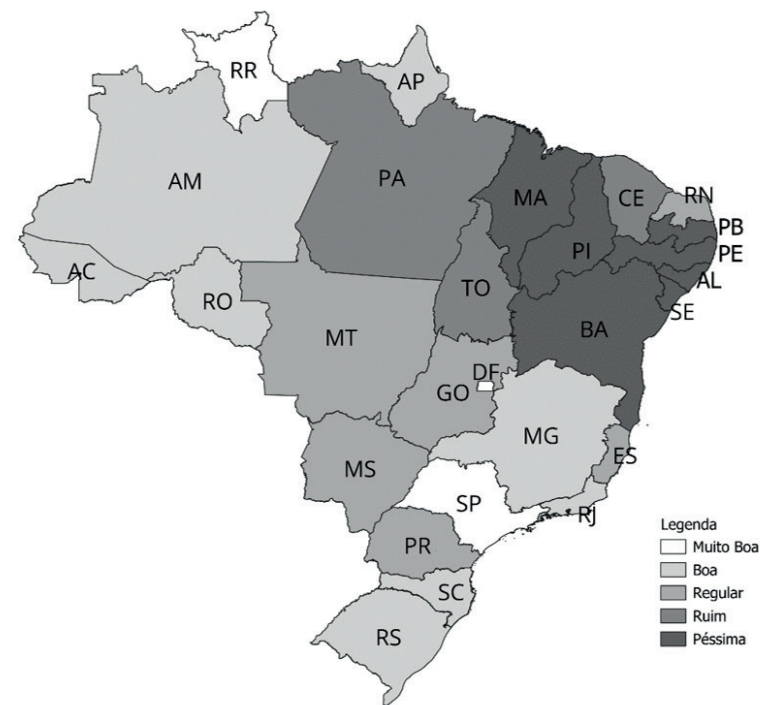 RR
AP
AM
PA
MA
CE
RN
PB
PE
PI
AL
AC
RO
TO
SE
BA
MT
DF
GO
MG
ES
MS
SP
RJ
PR
SC
RS
Legenda
Muito Boa
Boa
Regular
Ruim
Péssima